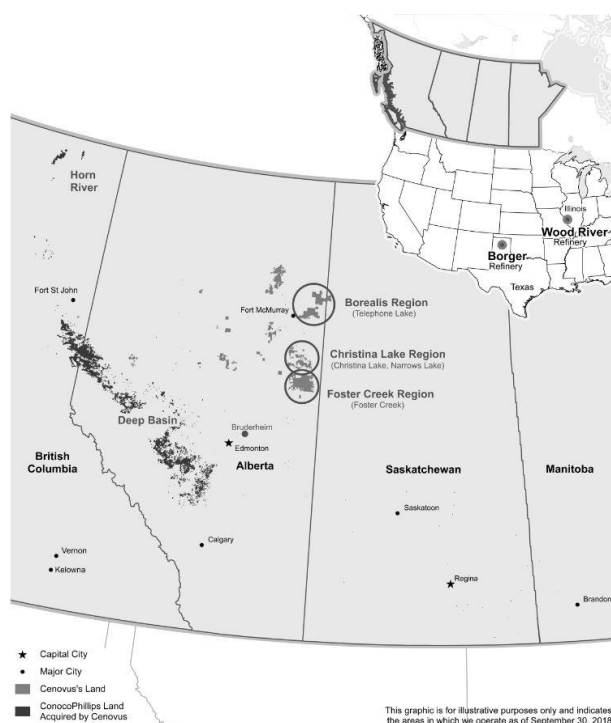 Horn
River
Fort St John
Fort McMurray
Borealis Region
(Telephone Lake)
Christina Lake Region
(Christina Lake, Narrows Lake)
Foster Creek Region
(Foster Creek)
Deep Basin
Bruderheim
Edmonton
British
Columbia
Alberta
Saskatchewan
Manitoba
Saskatoon
Calgary
Vernon
Kelowna
Regina
Brandon
Illinois
Wood River
Refinery
Borger
Refinery
Texas
Capital City
Major City
Cenovus's Land
ConocoPhillips Land
Acquired by Cenovus
This graphic is for illustrative purposes only and indicates
the areas in which we operate as of September 30, 2018